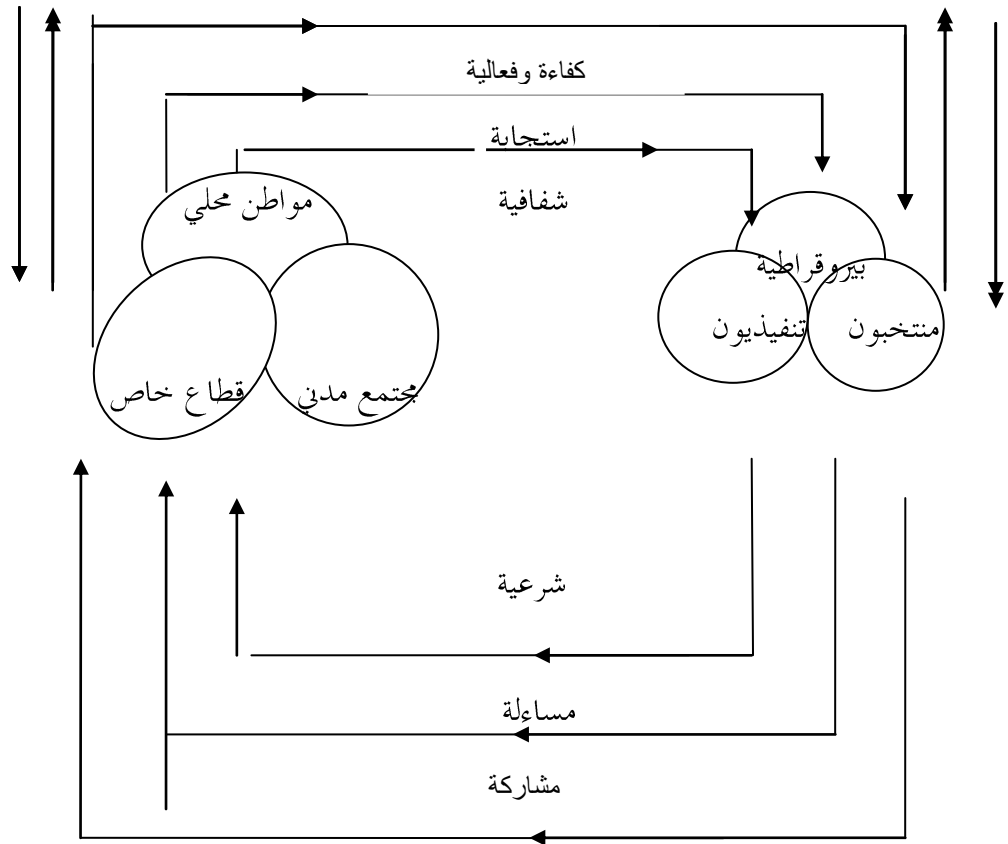 كفاءة وفعالية
استجابة
شفافية
مواطن محلي
بيروقراطية
منتخبون
تنفيذيون
مجتمع مدني
قطاع خاص
شرعية
مساءلة
مشاركة